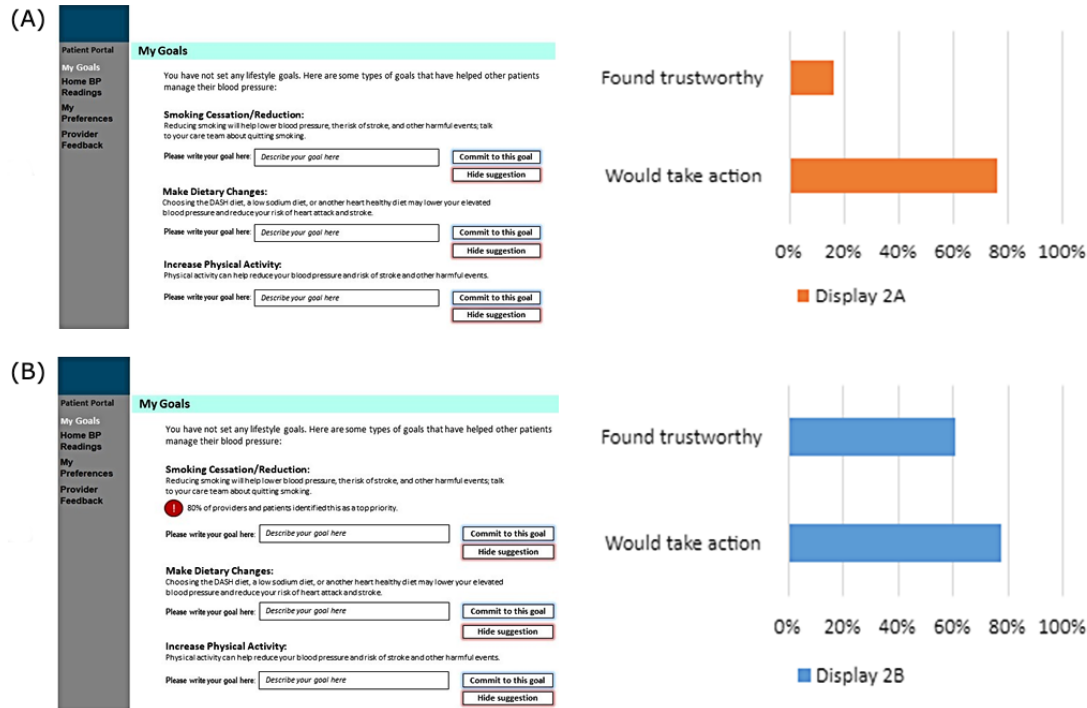 (A)
Patient Portal
My Goals
Home BP
Readings
My
Preferences
Provider
Feedback
My Goals
You have not set any lifestyle goals. Here are some types of goals that have helped other patients
manage their blood pressure:
Smoking Cessation/Reduction:
Reducing smoking will help lower blood pressure, the risk of stroke, and other harmful events; talk
to your care team about quitting smoking.
Please write your goal here: Describe your goal here Commit to this goal
Hide suggestion
Make Dietary Changes:
Choosing the DASH diet, a low sodium diet, or another heart healthy diet may lower your elevated
blood pressure and reduce your risk of heart attack and stroke.
Please write your goal here: Describe your goal here Commit to this goal
Hide suggestion
Increase Physical Activity:
Physical activity can help reduce your blood pressure and risk of stroke and other harmful events.
Please write your goal here: Describe your goal here Commit to this goal
Hide suggestion
Found trustworthy
Would take action
0% 20% 40% 60% 80% 100%
Display 2A
(B)
Patient Portal
My Goals
Home BP
Readings
My
Preferences
Provider
Feedback
My Goals
You have not set any lifestyle goals. Here are some types of goals that have helped other patients
manage their blood pressure:
Smoking Cessation/Reduction:
Reducing smoking will help lower blood pressure, the risk of stroke, and other harmful events; talk
to your care team about quitting smoking.
! 80% of providers and patients identified this as a top priority.
Please write your goal here: Describe your goal here Commit to this goal
Hide suggestion
Make Dietary Changes:
Choosing the DASH diet, a low sodium diet, or another heart healthy diet may lower your elevated
blood pressure and reduce your risk of heart attack and stroke.
Please write your goal here: Describe your goal here Commit to this goal
Hide suggestion
Increase Physical Activity:
Physical activity can help reduce your blood pressure and risk of stroke and other harmful events.
Please write your goal here: Describe your goal here Commit to this goal
Hide suggestion
Found trustworthy
Would take action
0% 20% 40% 60% 80% 100%
Display 2B